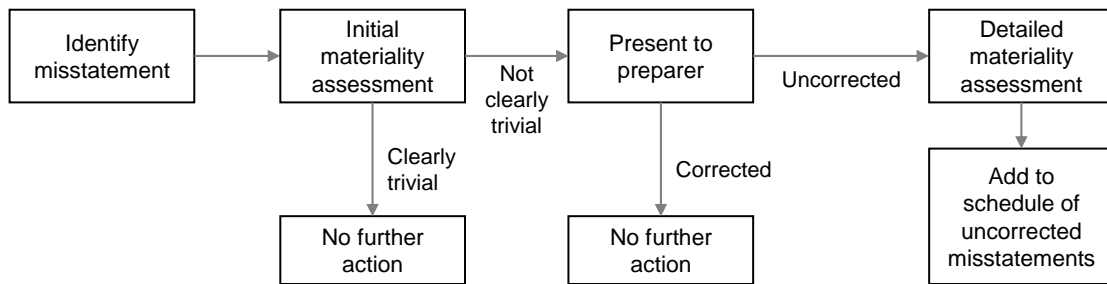 Identify
misstatement
Initial
materiality
assessment
Not
clearly
trivial
Present to
preparer
Uncorrected
Detailed
materiality
assessment
Clearly
trivial
Corrected
No further
action
No further
action
Add to
schedule of
uncorrected
misstatements